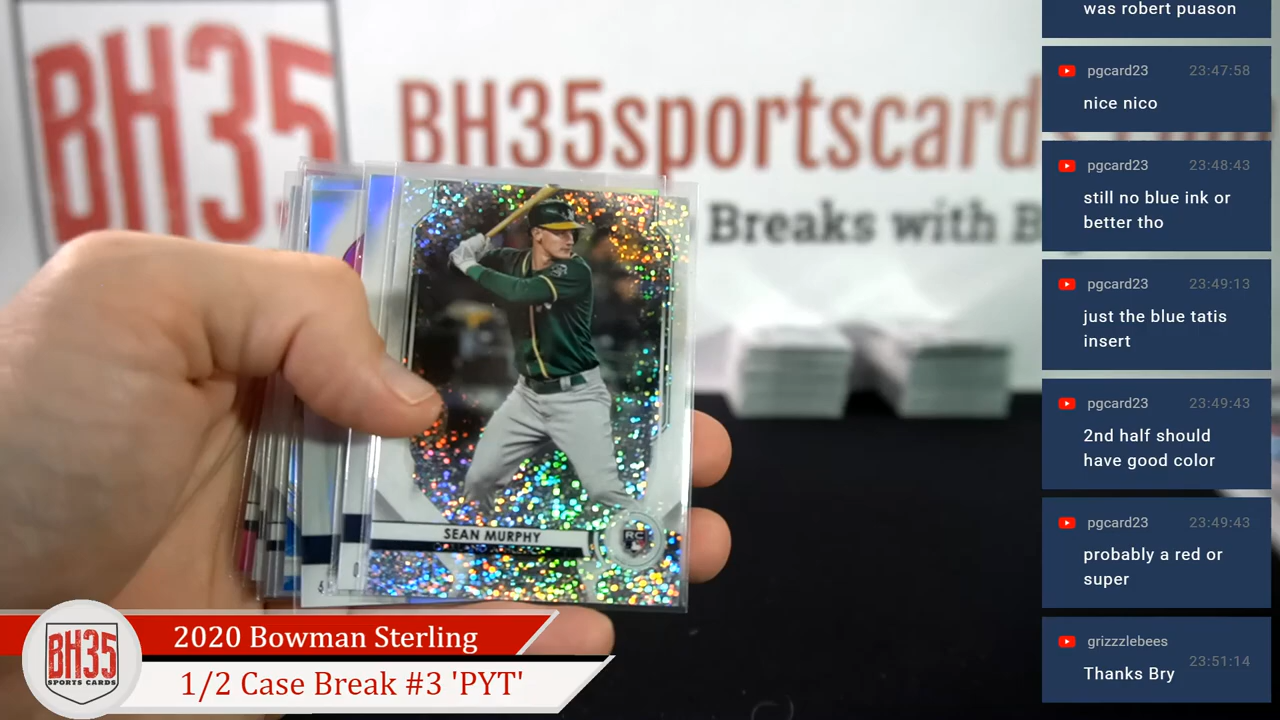 BH35
BH35sportscard
Breaks with B
SEAN MURPHY
RC
BH35
SPORTS CARDS
2020 Bowman Sterling
1/2 Case Break #3 'PYT'
was robert puason
pgcard23 23:47:58
nice nico
pgcard23 23:48:43
still no blue ink or
better tho
pgcard23 23:49:13
just the blue tatis
insert
pgcard23 23:49:43
2nd half should
have good color
pgcard23 23:49:43
probably a red or
super
grizzzlebees
23:51:14
Thanks Bry